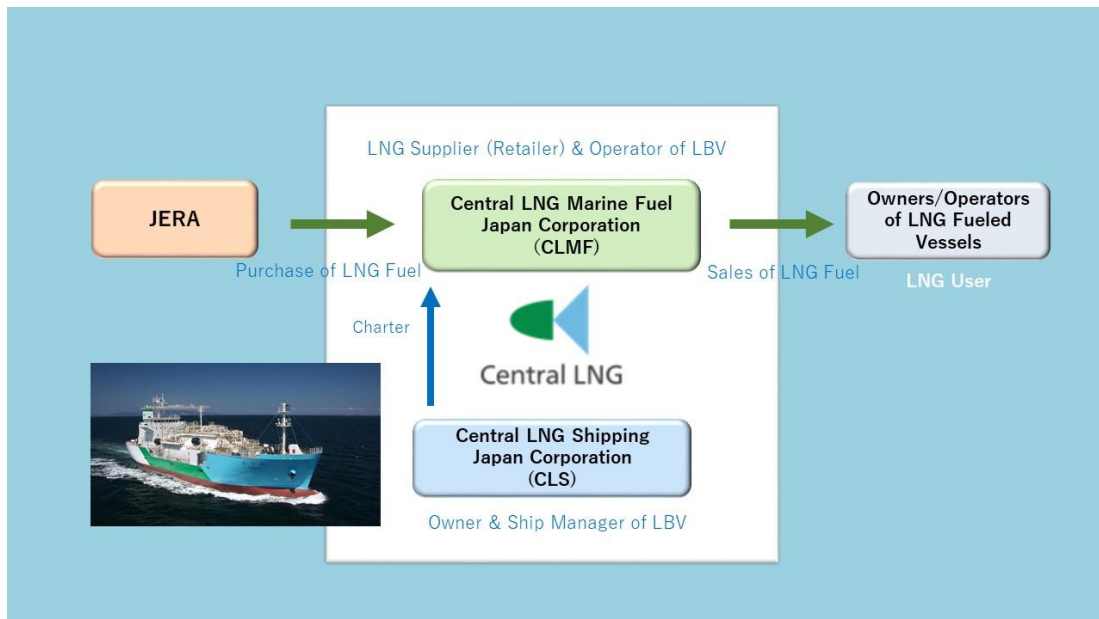 LNG Supplier (Retailer) & Operator of LBV
JERA
Central LNG Marine Fuel
Japan Corporation
(CLMF)
Owners/Operators
of LNG Fueled
Vessels
Purchase of LNG Fuel
Sales of LNG Fuel
LNG User
Charter
Central LNG
Central LNG Shipping
Japan Corporation
(CLS)
Owner & Ship Manager of LBV